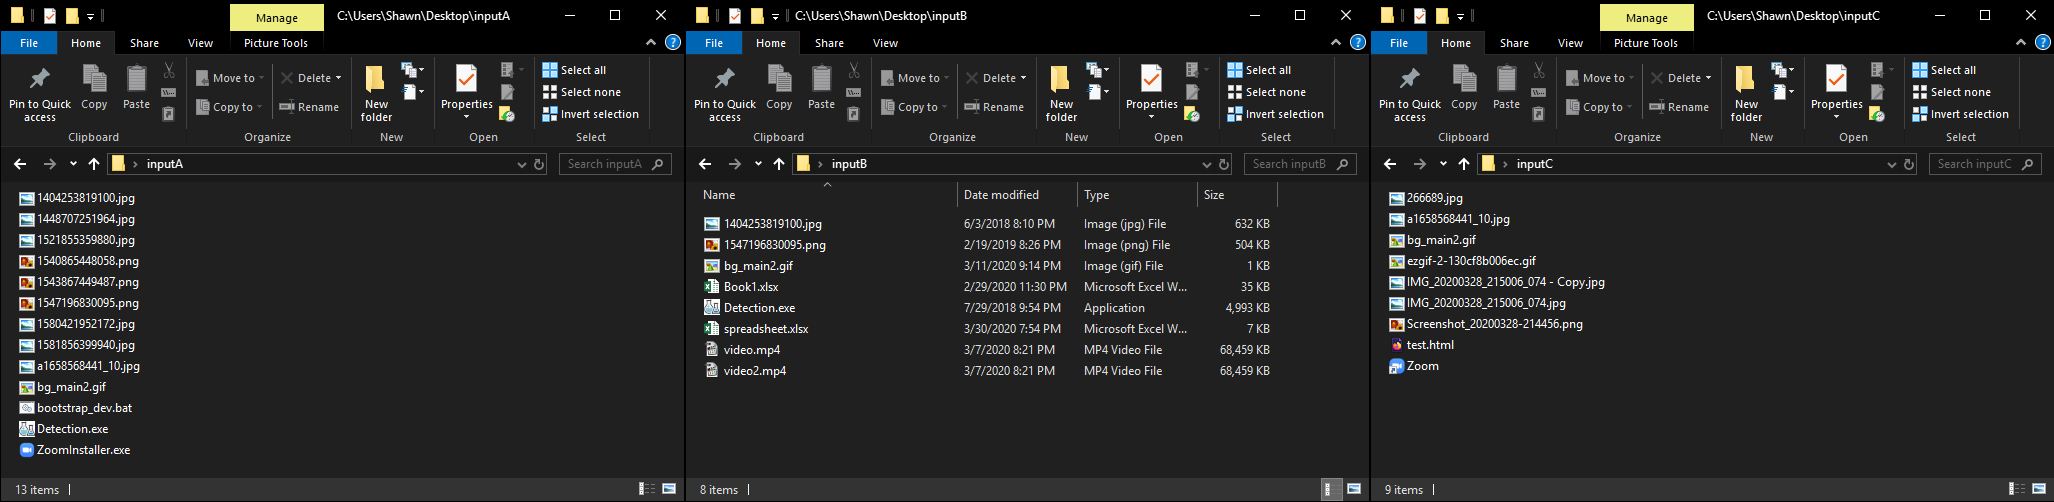 Manage C:\Users\Shawn\Desktop\inputA
File Home Share View Picture Tools
Pin to Quick access
Copy
Paste
Move to
Copy to
Delete
Rename
New folder
Properties
Select all
Select none
Invert selection
Clipboard Organize New Open Select
inputA Search inputA
1404253819100.jpg
1448707251964.jpg
1521855359880.jpg
1540865448058.png
1543867449487.png
1547196830095.png
1580421952172.jpg
1581856399940.jpg
a1658568441_10.jpg
bg_main2.gif
bootstrap_dev.bat
Detection.exe
ZoomInstaller.exe
13 items
C:\Users\Shawn\Desktop\inputB
File Home Share View
Pin to Quick access
Copy
Paste
Move to
Copy to
Delete
Rename
New folder
Properties
Select all
Select none
Invert selection
Clipboard Organize New Open Select
inputB Search inputB
Name Date modified Type Size
1404253819100.jpg 6/3/2018 8:10 PM Image (jpg) File 632 KB
1547196830095.png 2/19/2019 8:26 PM Image (png) File 504 KB
bg_main2.gif 3/11/2020 9:14 PM Image (gif) File 1 KB
Book1.xlsx 2/29/2020 11:30 PM Microsoft Excel W... 35 KB
Detection.exe 7/29/2018 9:54 PM Application 4,993 KB
spreadsheet.xlsx 3/30/2020 7:54 PM Microsoft Excel W... 7 KB
video.mp4 3/7/2020 8:21 PM MP4 Video File 68,459 KB
video2.mp4 3/7/2020 8:21 PM MP4 Video File 68,459 KB
8 items
Manage C:\Users\Shawn\Desktop\inputC
File Home Share View Picture Tools
Pin to Quick access
Copy
Paste
Move to
Copy to
Delete
Rename
New folder
Properties
Select all
Select none
Invert selection
Clipboard Organize New Open Select
inputC Search inputC
266689.jpg
a1658568441_10.jpg
bg_main2.gif
ezgif-2-130cf8b006ec.gif
IMG_20200328_215006_074 - Copy.jpg
IMG_20200328_215006_074.jpg
Screenshot_20200328-214456.png
test.html
Zoom
9 items